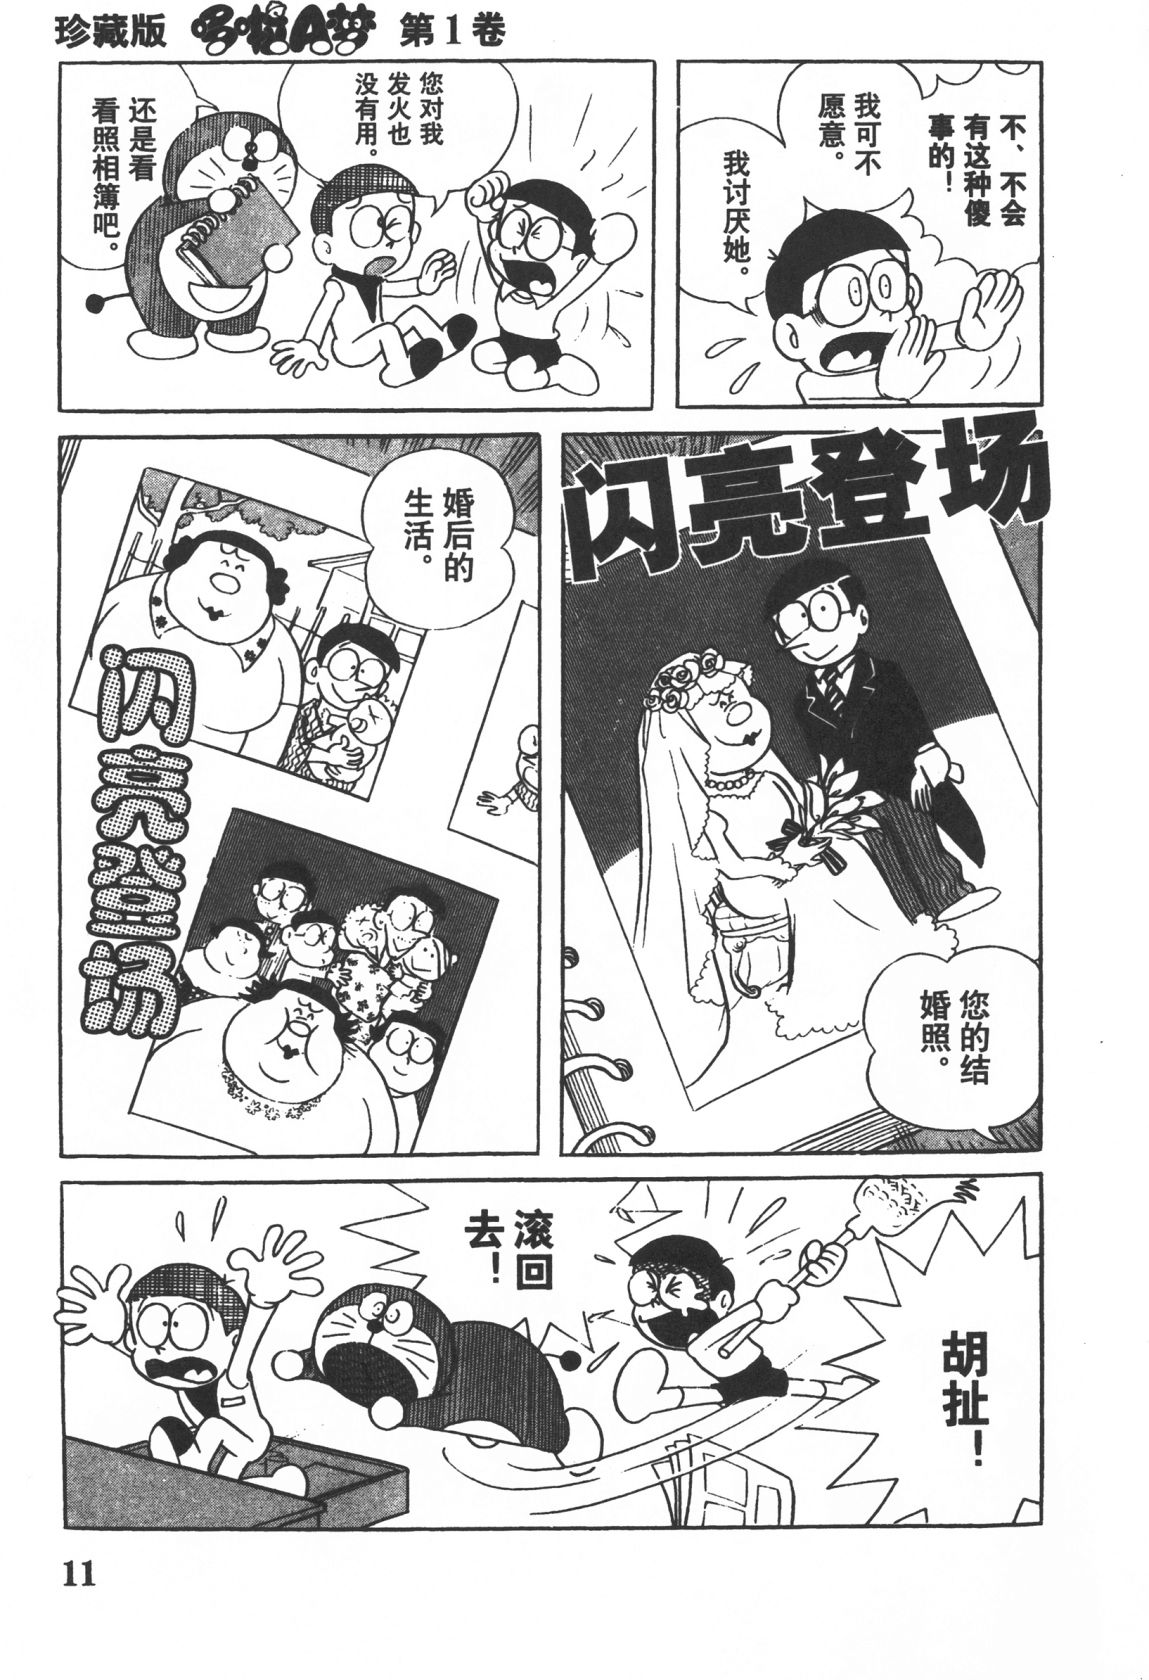 珍藏版 哆啦A梦 第1卷
不、不会
有这种傻
事的！
我可不
愿意。
我讨厌她。
您对我
发火也
没有用。
还是看
看照相簿吧。
闪亮登场
您的结
婚照。
婚后的
生活。
闪亮登场
胡扯！
滚回
去！
11